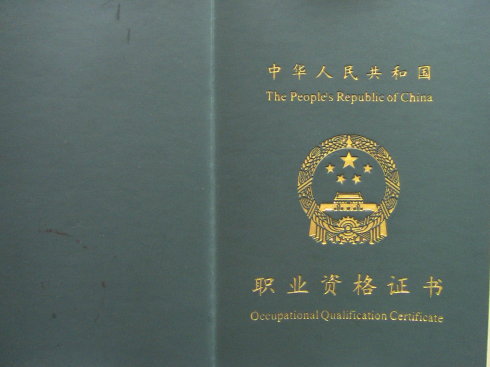 中华人民共和国
The People's Republic of China
职业资格证书
Occupational Qualification Certificate